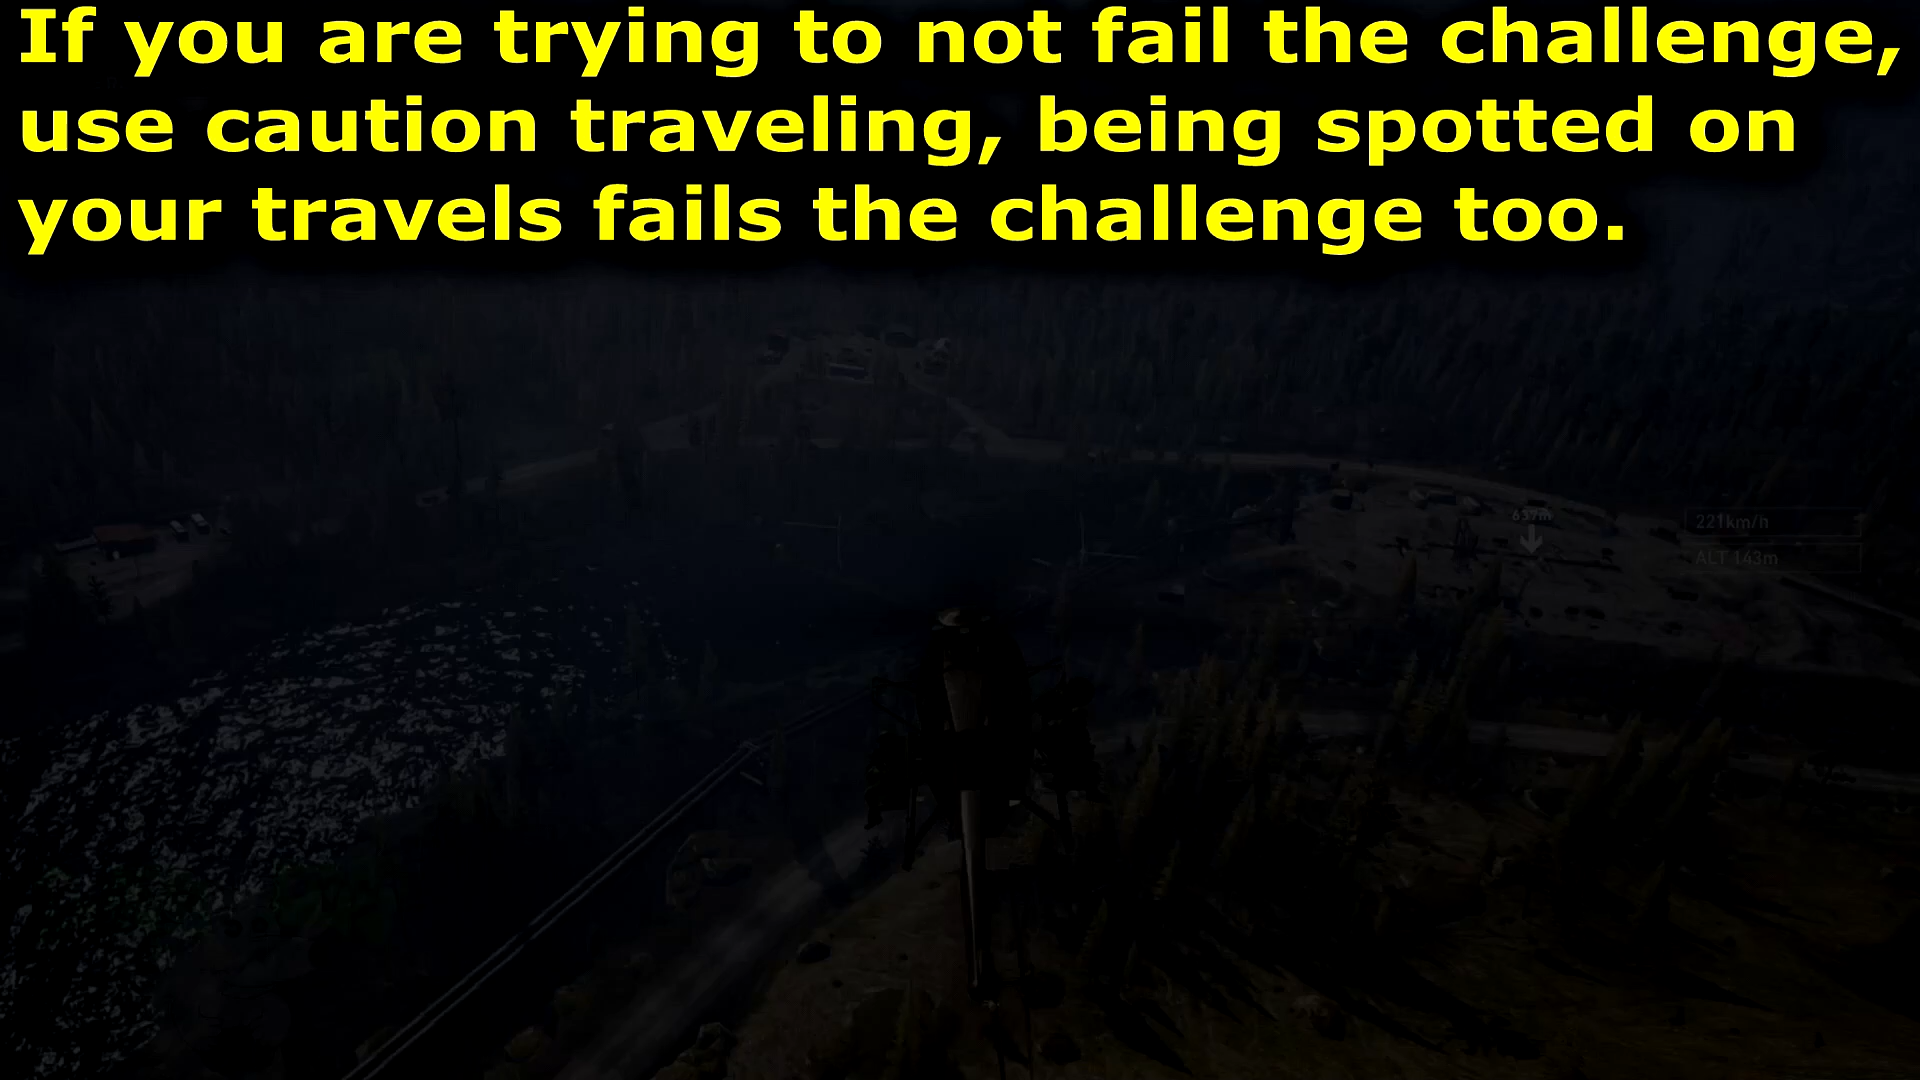 If you are trying to not fail the challenge,
use caution traveling, being spotted on
your travels fails the challenge too.
637m
221km/h
ALT 143m